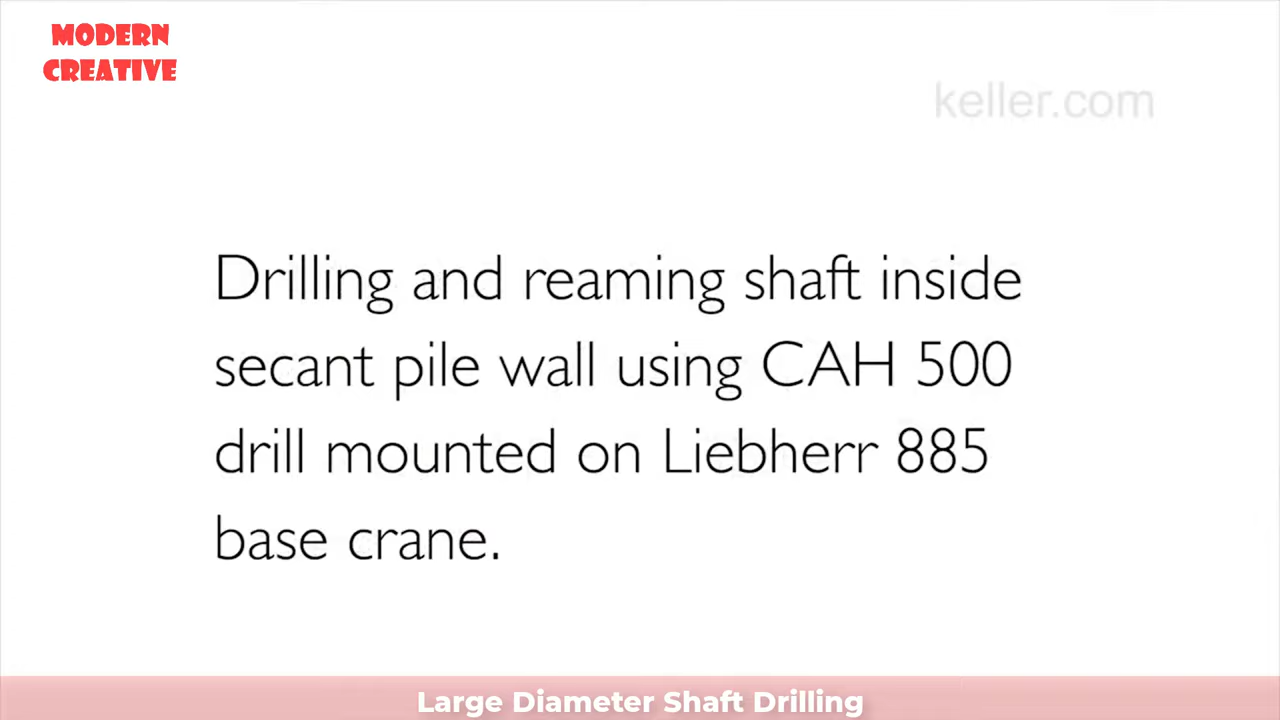 MODERN
CREATIVE
keller.com
Drilling and reaming shaft inside
secant pile wall using CAH 500
drill mounted on Liebherr 885
base crane.
Large Diameter Shaft Drilling